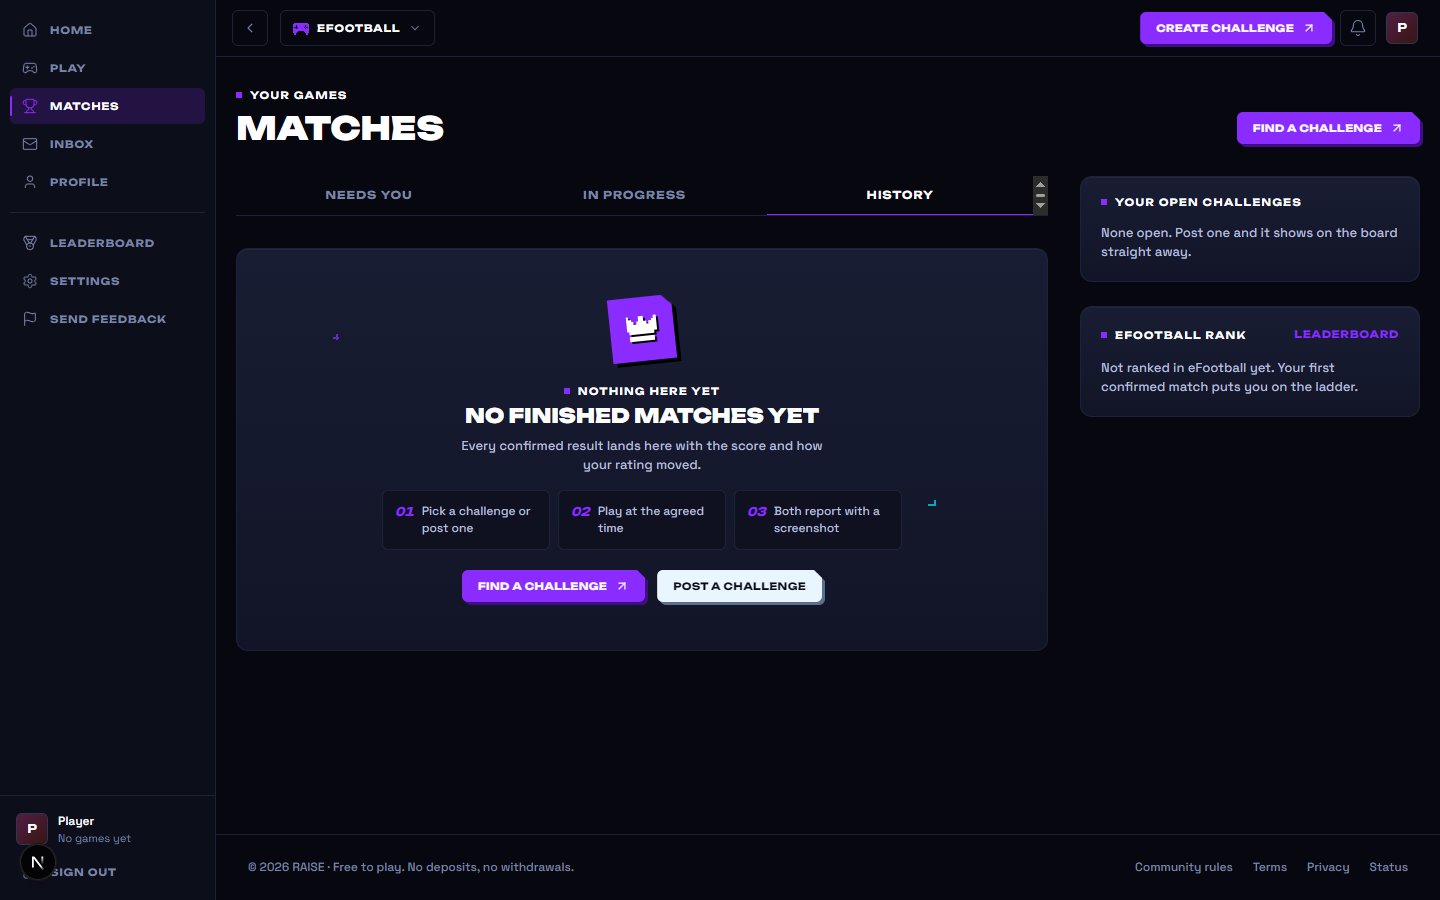 HOME
PLAY
MATCHES
INBOX
PROFILE
LEADERBOARD
SETTINGS
SEND FEEDBACK
P
Player
No games yet
N
SIGN OUT
EFOOTBALL
CREATE CHALLENGE
P
YOUR GAMES
MATCHES
FIND A CHALLENGE
NEEDS YOU
IN PROGRESS
HISTORY
NOTHING HERE YET
NO FINISHED MATCHES YET
Every confirmed result lands here with the score and how
your rating moved.
01 Pick a challenge or
post one
02 Play at the agreed
time
03 Both report with a
screenshot
FIND A CHALLENGE
POST A CHALLENGE
YOUR OPEN CHALLENGES
None open. Post one and it shows on the board
straight away.
EFOOTBALL RANK
LEADERBOARD
Not ranked in eFootball yet. Your first
confirmed match puts you on the ladder.
© 2026 RAISE · Free to play. No deposits, no withdrawals.
Community rules
Terms
Privacy
Status